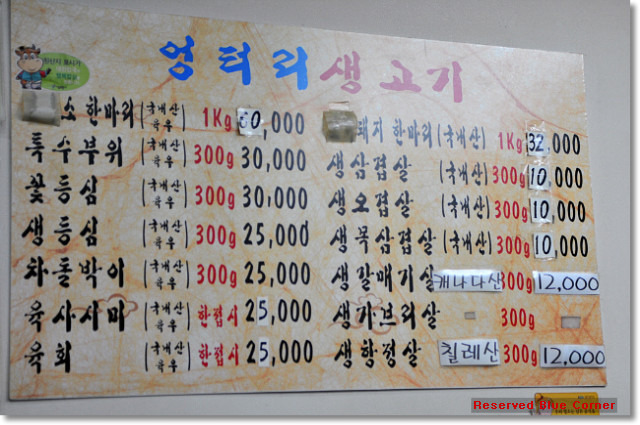 엉터리생고기
소 한마리 (국내산 육우) 1Kg 60,000
특수부위 (국내산 육우) 300g 30,000
꽃등심 (국내산 육우) 300g 30,000
생등심 (국내산 육우) 300g 25,000
차돌박이 (국내산 육우) 300g 25,000
육사시미 (국내산 육우) 한접시 25,000
육회 (국내산 육우) 한접시 25,000
돼지 한마리 (국내산) 1Kg 32,000
생삼겹살 (국내산) 300g 10,000
생오겹살 (국내산) 300g 10,000
생목삼겹살 (국내산) 300g 10,000
생갈매기살 캐나다산 300g 12,000
생가브리살 300g
생항정살 칠레산 300g 12,000
Reserved Blue Corner